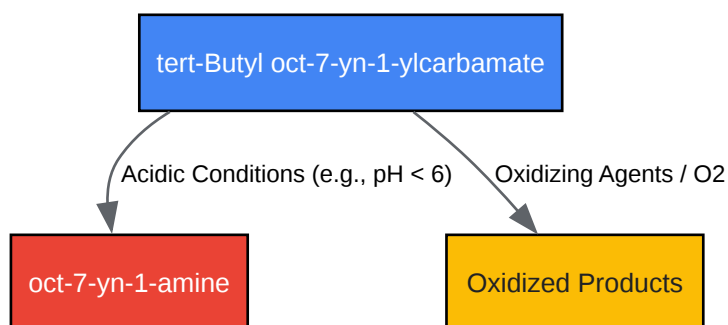 tert-Butyl oct-7-yn-1-ylcarbamate
Acidic Conditions (e.g., pH < 6)
Oxidizing Agents / O2
oct-7-yn-1-amine
Oxidized Products